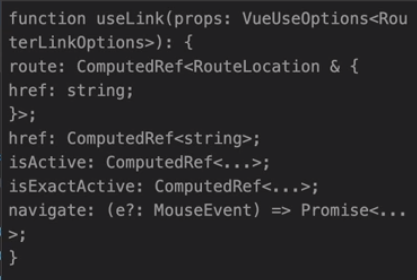 function useLink(props: VueUseOptions<Rou
terLinkOptions>): {
route: ComputedRef<RouteLocation & {
href: string;
}>;
href: ComputedRef<string>;
isActive: ComputedRef<...>;
isExactActive: ComputedRef<...>;
navigate: (e?: MouseEvent) => Promise<...
>;
}